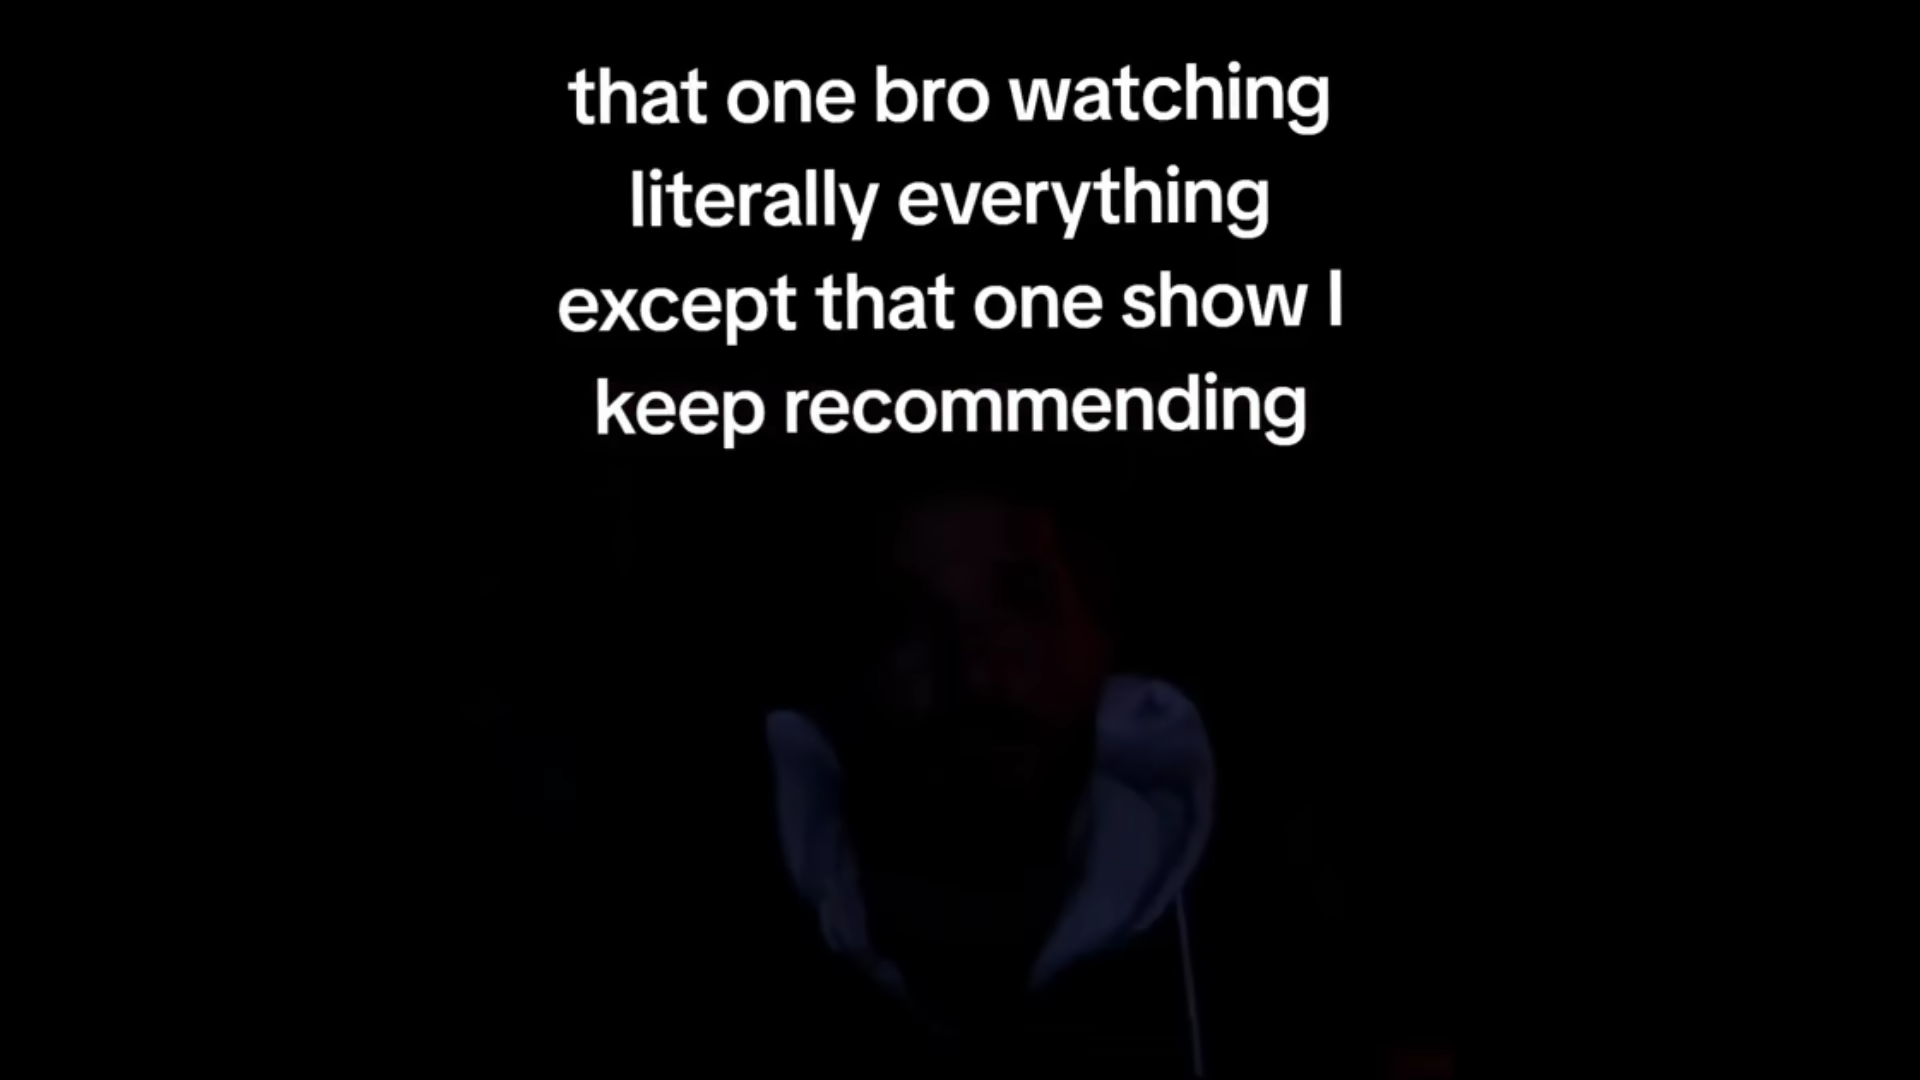 that one bro watching
literally everything
except that one show I
keep recommending